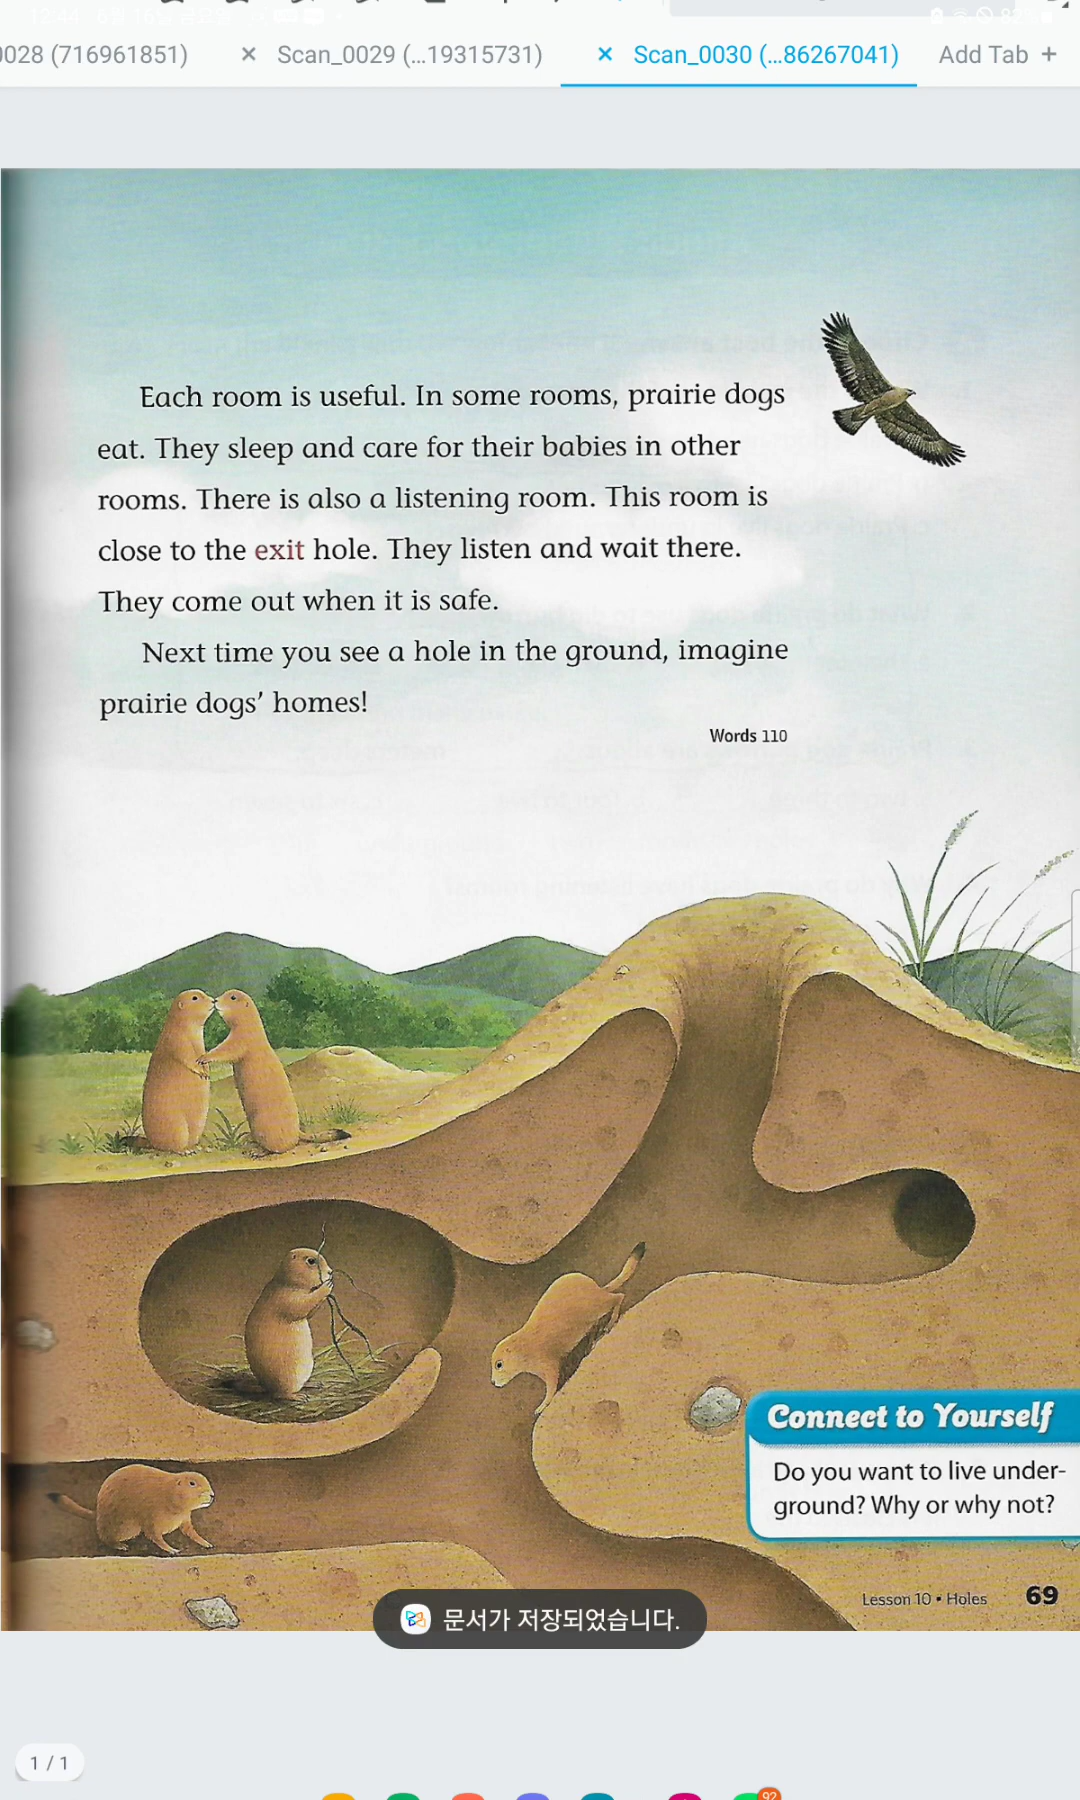 0028 (716961851)
× Scan_0029 (...19315731)
× Scan_0030 (...86267041)
Add Tab +
Each room is useful. In some rooms, prairie dogs
eat. They sleep and care for their babies in other
rooms. There is also a listening room. This room is
close to the exit hole. They listen and wait there.
They come out when it is safe.
Next time you see a hole in the ground, imagine
prairie dogs' homes!
Words 110
Connect to Yourself
Do you want to live under-
ground? Why or why not?
Lesson 10 • Holes 69
문서가 저장되었습니다.
1 / 1
92